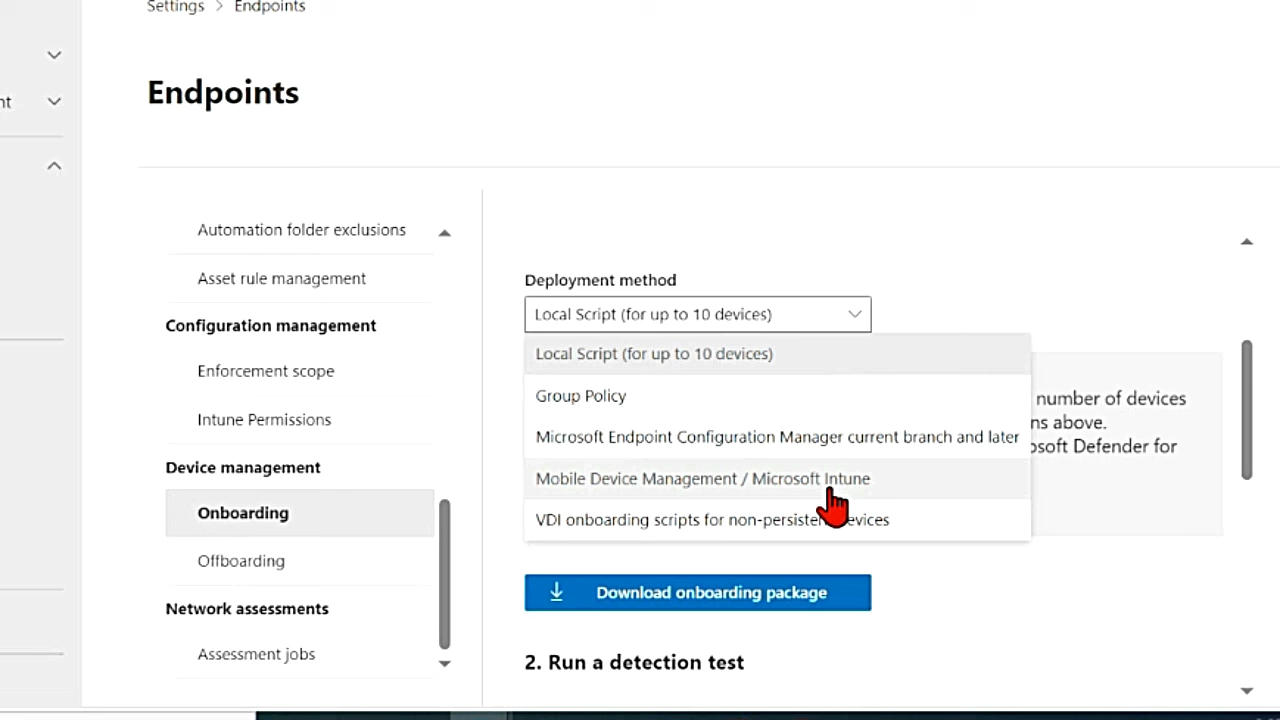 Settings > Endpoints
nt
Endpoints
Automation folder exclusions
Asset rule management
Configuration management
Enforcement scope
Intune Permissions
Device management
Onboarding
Offboarding
Network assessments
Assessment jobs
Deployment method
Local Script (for up to 10 devices)
Local Script (for up to 10 devices)
Group Policy
Microsoft Endpoint Configuration Manager current branch and later
Mobile Device Management / Microsoft Intune
VDI onboarding scripts for non-persistent devices
number of devices
ns above.
osoft Defender for
Download onboarding package
2. Run a detection test